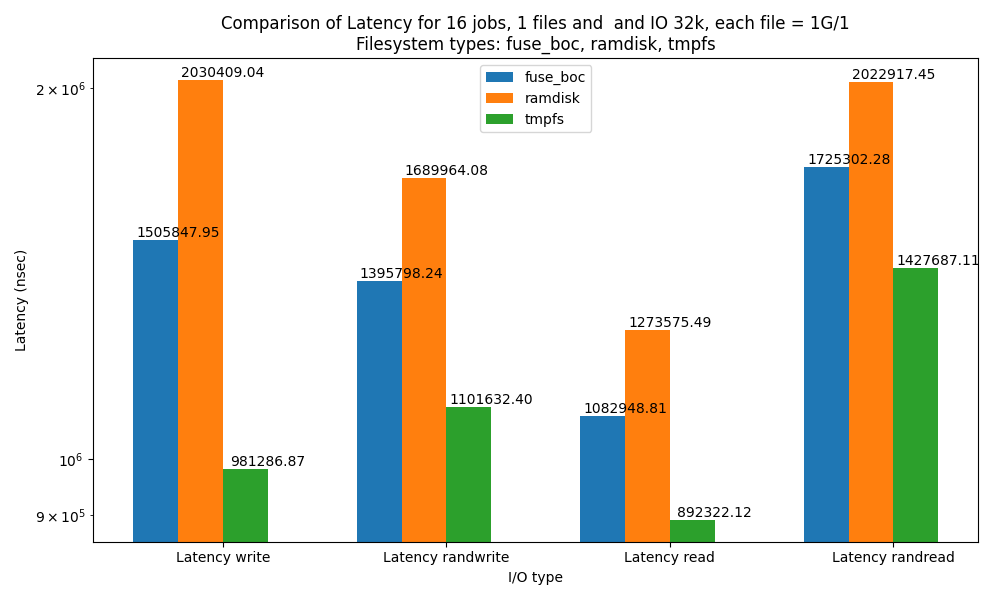 Comparison of Latency for 16 jobs, 1 files and  and IO 32k, each file = 1G/1
Filesystem types: fuse_boc, ramdisk, tmpfs
fuse_boc
ramdisk
tmpfs
Latency (nsec)
2 × 10⁶
10⁶
9 × 10⁵
1505847.95
2030409.04
981286.87
1395798.24
1689964.08
1101632.40
1082948.81
1273575.49
892322.12
1725302.28
2022917.45
1427687.11
Latency write
Latency randwrite
Latency read
Latency randread
I/O type